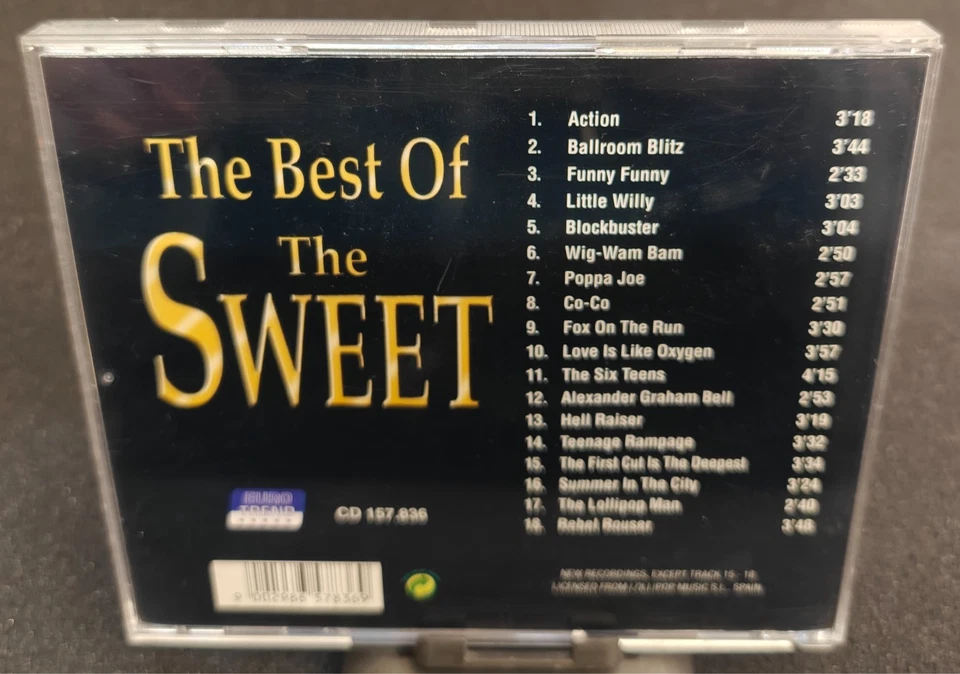 The Best Of
The
SWEET
1. Action 3'18
2. Ballroom Blitz 3'44
3. Funny Funny 2'33
4. Little Willy 3'03
5. Blockbuster 3'04
6. Wig-Wam Bam 2'50
7. Poppa Joe 2'57
8. Co-Co 2'51
9. Fox On The Run 3'30
10. Love Is Like Oxygen 3'57
11. The Six Teens 4'15
12. Alexander Graham Bell 2'53
13. Hell Raiser 3'19
14. Teenage Rampage 3'32
15. The First Cut Is The Deepest 3'34
16. Summer In The City 3'24
17. The Lollipop Man 2'48
18. Rebel Rouser 3'48
EURO
TREND
CD 157.836
NEW RECORDINGS, EXCEPT TRACK 15 - 18
LICENSED FROM LOLLIPOP MUSIC S.L., SPAIN